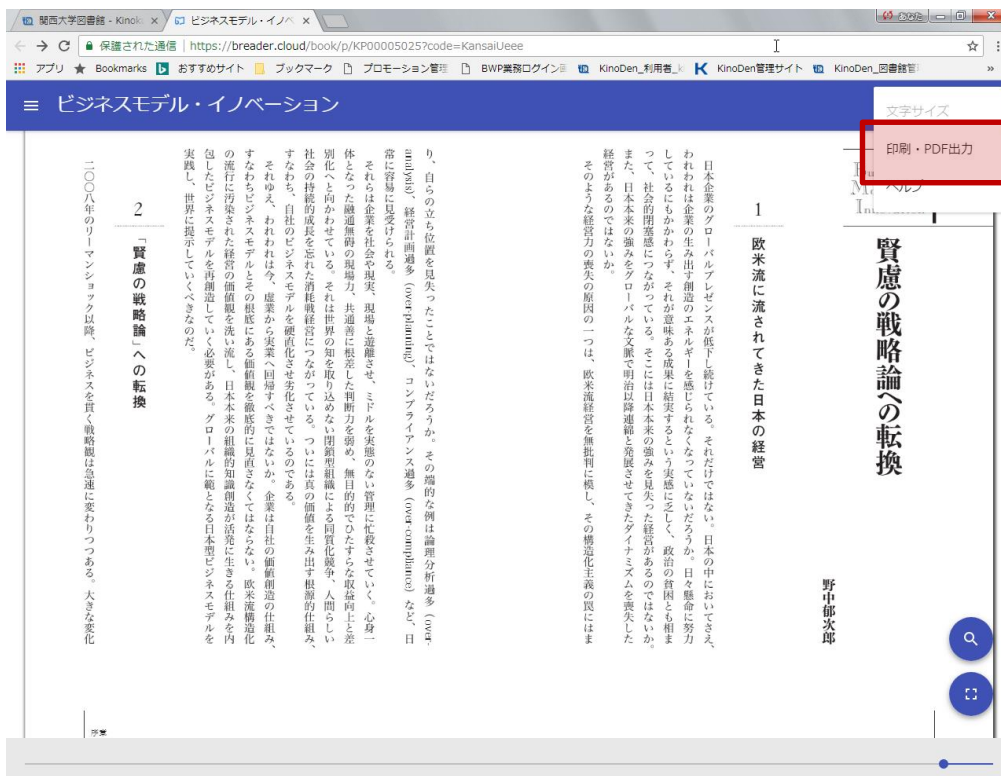 関西大学図書館 - Kinok
ビジネスモデル・イノベ
保護された通信
https://breader.cloud/book/p/KP00005025?code=KansaiUeee
アプリ
Bookmarks
おすすめサイト
ブックマーク
プロモーション管理
BWP業務ログイン
KinoDen_利用者_
KinoDen管理サイト
KinoDen_図書館管
»
ビジネスモデル・イノベーション
文字サイズ
印刷・PDF出力
ヘルプ
賢慮の戦略論への転換
野中郁次郎
1 欧米流に流されてきた日本の経営
日本企業のグローバルプレゼンスが低下し続けている。それだけではない。日本の中においてさえ、
われわれは企業の生み出す創造のエネルギーを感じられなくなっていないだろうか。日々懸命に努力
しているにもかかわらず、それが意味ある成果に結実するという実感に乏しく、政治の貧困とも相ま
って、社会的閉塞感につながっている。そこには日本本来の強みを見失った経営があるのではないか。
また、日本本来の強みをグローバルな文脈で明治以降連綿と発展させてきたダイナミズムを喪失した
経営があるのではないか。
そのような経営力の喪失の原因の一つは、欧米流経営を無批判に模し、その構造化主義の罠にはま
り、自らの立ち位置を見失ったことではないだろうか。その端的な例は論理分析過多(over-
analysis)、経営計画過多(over-planning)、コンプライアンス過多(over-compliance)など、日
常に容易に見受けられる。
それらは企業を社会や現実、現場と遊離させ、ミドルを実態のない管理に忙殺させていく。心身一
体となった融通無碍の現場力、共通善に根差した判断力を弱め、無目的的でひたすらな収益向上と差
別化へと向かわせている。それは世界の知を取り込めない閉鎖型組織による同質化競争、人間らしい
社会の持続的成長を忘れた消耗戦経営につながっている。ついには真の価値を生み出す根源的仕組み、
すなわち、自社のビジネスモデルを硬直化させ劣化させているのである。
それゆえ、われわれは今、虚業から実業へ回帰すべきではないか。企業は自社の価値創造の仕組み、
すなわちビジネスモデルとその根底にある価値観を徹底的に見直さなくてはならない。欧米流構造化
の流行に汚染された経営の価値観を洗い流し、日本本来の組織的知識創造が活発に生きる仕組みを内
包したビジネスモデルを再創造していく必要がある。グローバルに範となる日本型ビジネスモデルを
実践し、世界に提示していくべきなのだ。
2 「賢慮の戦略論」への転換
二〇〇八年のリーマンショック以降、ビジネスを貫く戦略観は急速に変わりつつある。大きな変化